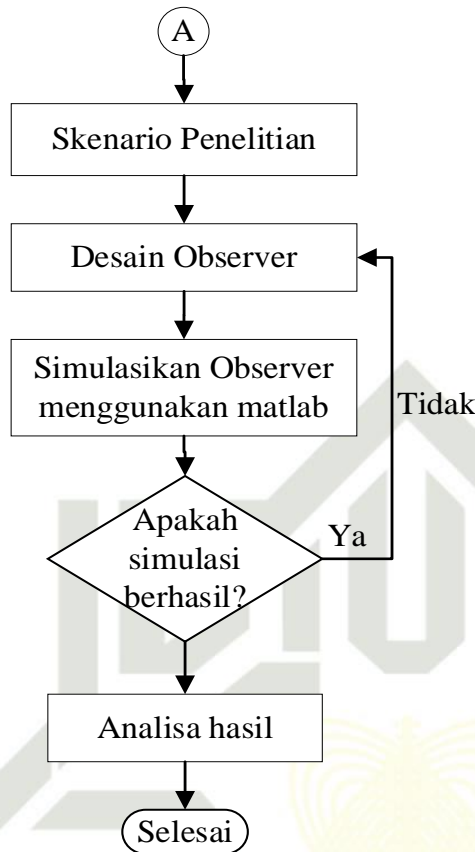 A
Skenario Penelitian
Desain Observer
Simulasikan Observer
menggunakan matlab
Tidak
Apakah
simulasi
berhasil?
Ya
Analisa hasil
Selesai